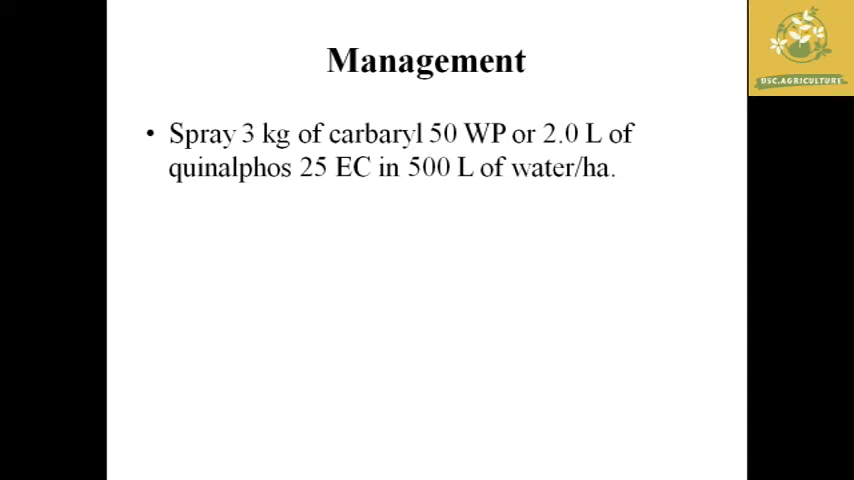 Management
• Spray 3 kg of carbaryl 50 WP or 2.0 L of
quinalphos 25 EC in 500 L of water/ha.
DSC.AGRICULTURE